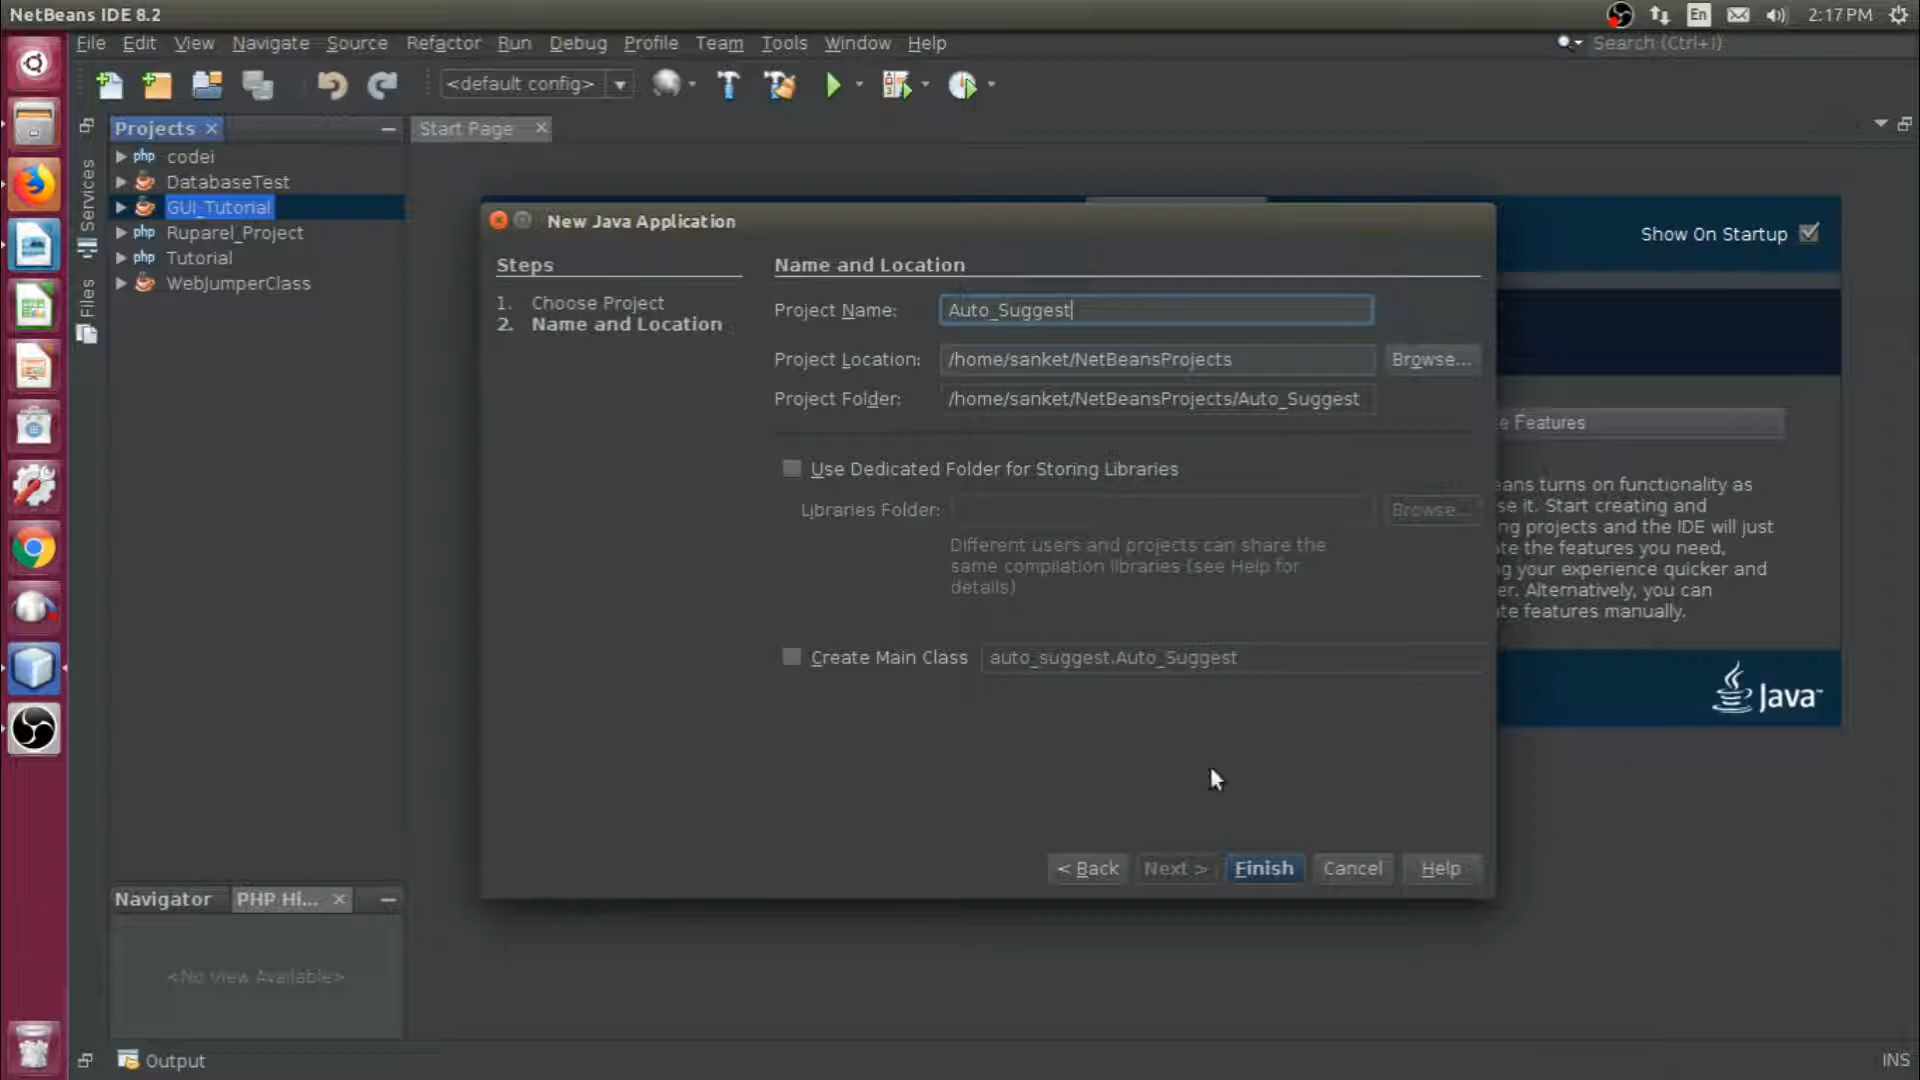 NetBeans IDE 8.2
En
2:17 PM
File Edit View Navigate Source Refactor Run Debug Profile Team Tools Window Help
Search (Ctrl+I)
<default config>
Projects
Start Page
Services
Files
php codei
DatabaseTest
GUI_Tutorial
php Ruparel_Project
php Tutorial
WebJumperClass
Show On Startup
New Java Application
Steps
1. Choose Project
2. Name and Location
Name and Location
Project Name: Auto_Suggest
Project Location: /home/sanket/NetBeansProjects Browse...
Project Folder: /home/sanket/NetBeansProjects/Auto_Suggest
Use Dedicated Folder for Storing Libraries
Libraries Folder: Browse...
Different users and projects can share the
same compilation libraries (see Help for
details)
Create Main Class auto_suggest.Auto_Suggest
< Back Next > Finish Cancel Help
e Features
ans turns on functionality as
se it. Start creating and
ng projects and the IDE will just
te the features you need,
g your experience quicker and
er. Alternatively, you can
te features manually.
Java
Navigator
PHP Hi...
<No View Available>
Output
INS